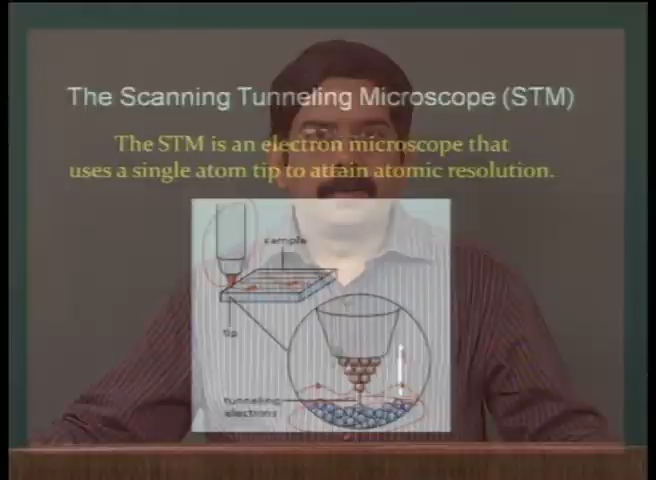 The Scanning Tunneling Microscope (STM)
The STM is an electron microscope that
uses a single atom tip to attain atomic resolution.
sample
tip
tunneling
electrons